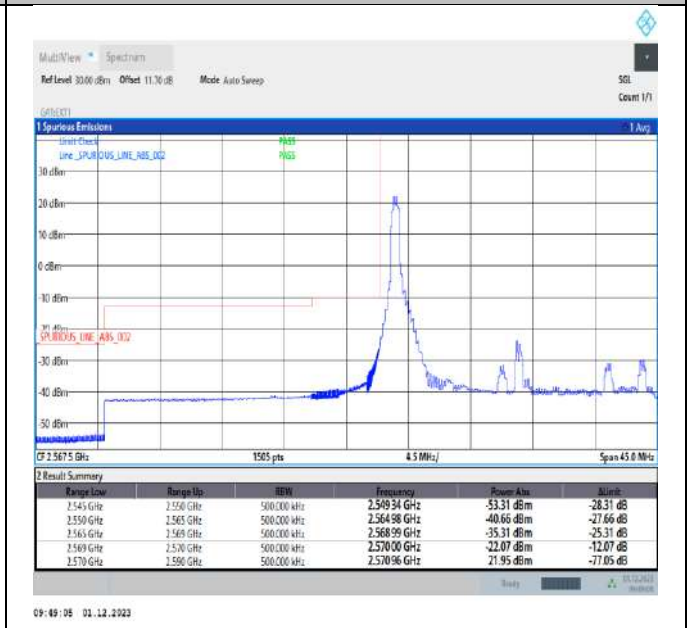 MultiView Spectrum
Ref Level 30.00 dBm Offset 11.70 dB Mode Auto Sweep SGL
Count 1/1
1 Spurious Emissions 1 Avg
Limit Check PASS
Line _SPURIOUS_LINE_ABS_002 PASS
30 dBm
20 dBm
10 dBm
0 dBm
-10 dBm
SPURIOUS_LINE_ABS_002
-30 dBm
-40 dBm
-50 dBm
CF 2.5675 GHz 1505 pts 4.5 MHz/ Span 45.0 MHz
2 Result Summary
Range Low Range Up RBW Frequency Power Abs ΔLimit
2.545 GHz 2.550 GHz 500.000 kHz 2.54934 GHz -53.31 dBm -28.31 dB
2.550 GHz 2.565 GHz 500.000 kHz 2.56498 GHz -40.66 dBm -27.66 dB
2.565 GHz 2.569 GHz 500.000 kHz 2.56899 GHz -35.31 dBm -25.31 dB
2.569 GHz 2.570 GHz 500.000 kHz 2.57000 GHz -22.07 dBm -12.07 dB
2.570 GHz 2.590 GHz 500.000 kHz 2.57096 GHz 21.95 dBm -77.05 dB
Ready
09:49:05 01.12.2023